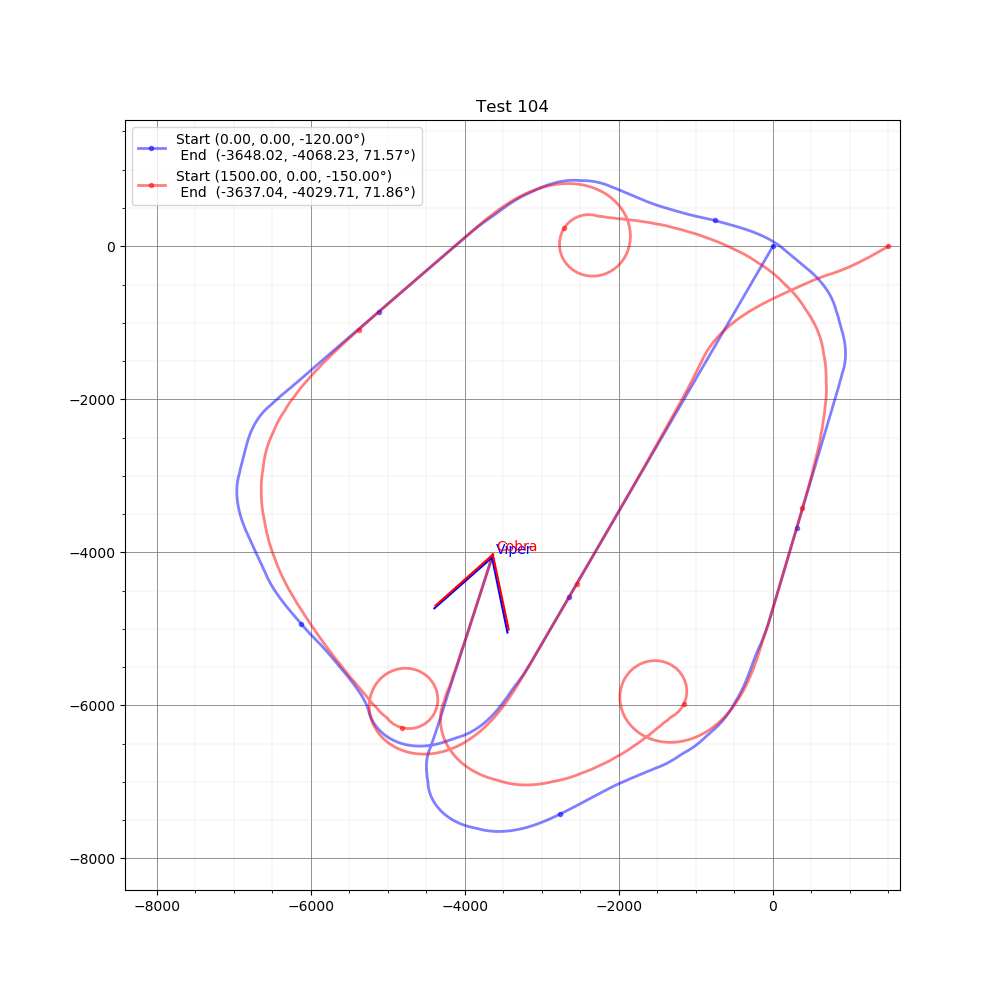 Test 104
Start (0.00, 0.00, -120.00°)
End (-3648.02, -4068.23, 71.57°)
Start (1500.00, 0.00, -150.00°)
End (-3637.04, -4029.71, 71.86°)
0
−2000
−4000
−6000
−8000
Cobra
Viper
−8000
−6000
−4000
−2000
0